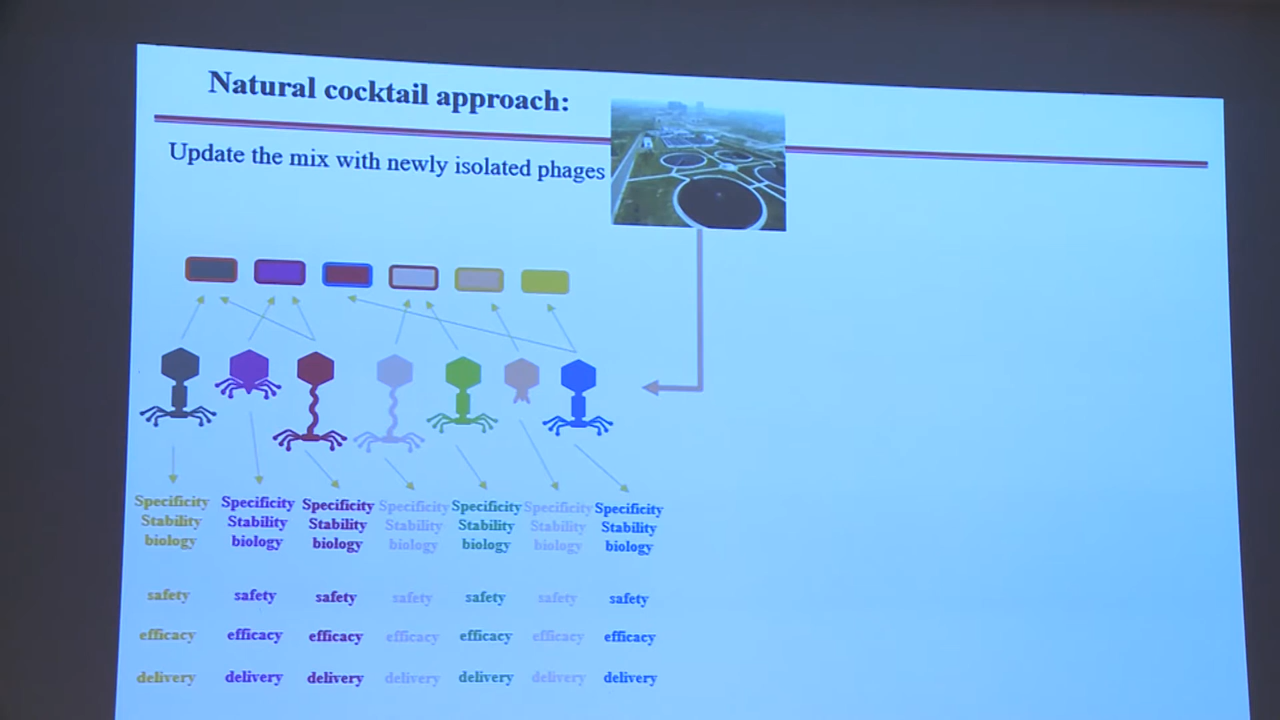 Natural cocktail approach:
Update the mix with newly isolated phages
Specificity Specificity Specificity Specificity Specificity Specificity Specificity
Stability Stability Stability Stability Stability Stability Stability
biology biology biology biology biology biology biology
safety safety safety safety safety safety safety
efficacy efficacy efficacy efficacy efficacy efficacy efficacy
delivery delivery delivery delivery delivery delivery delivery